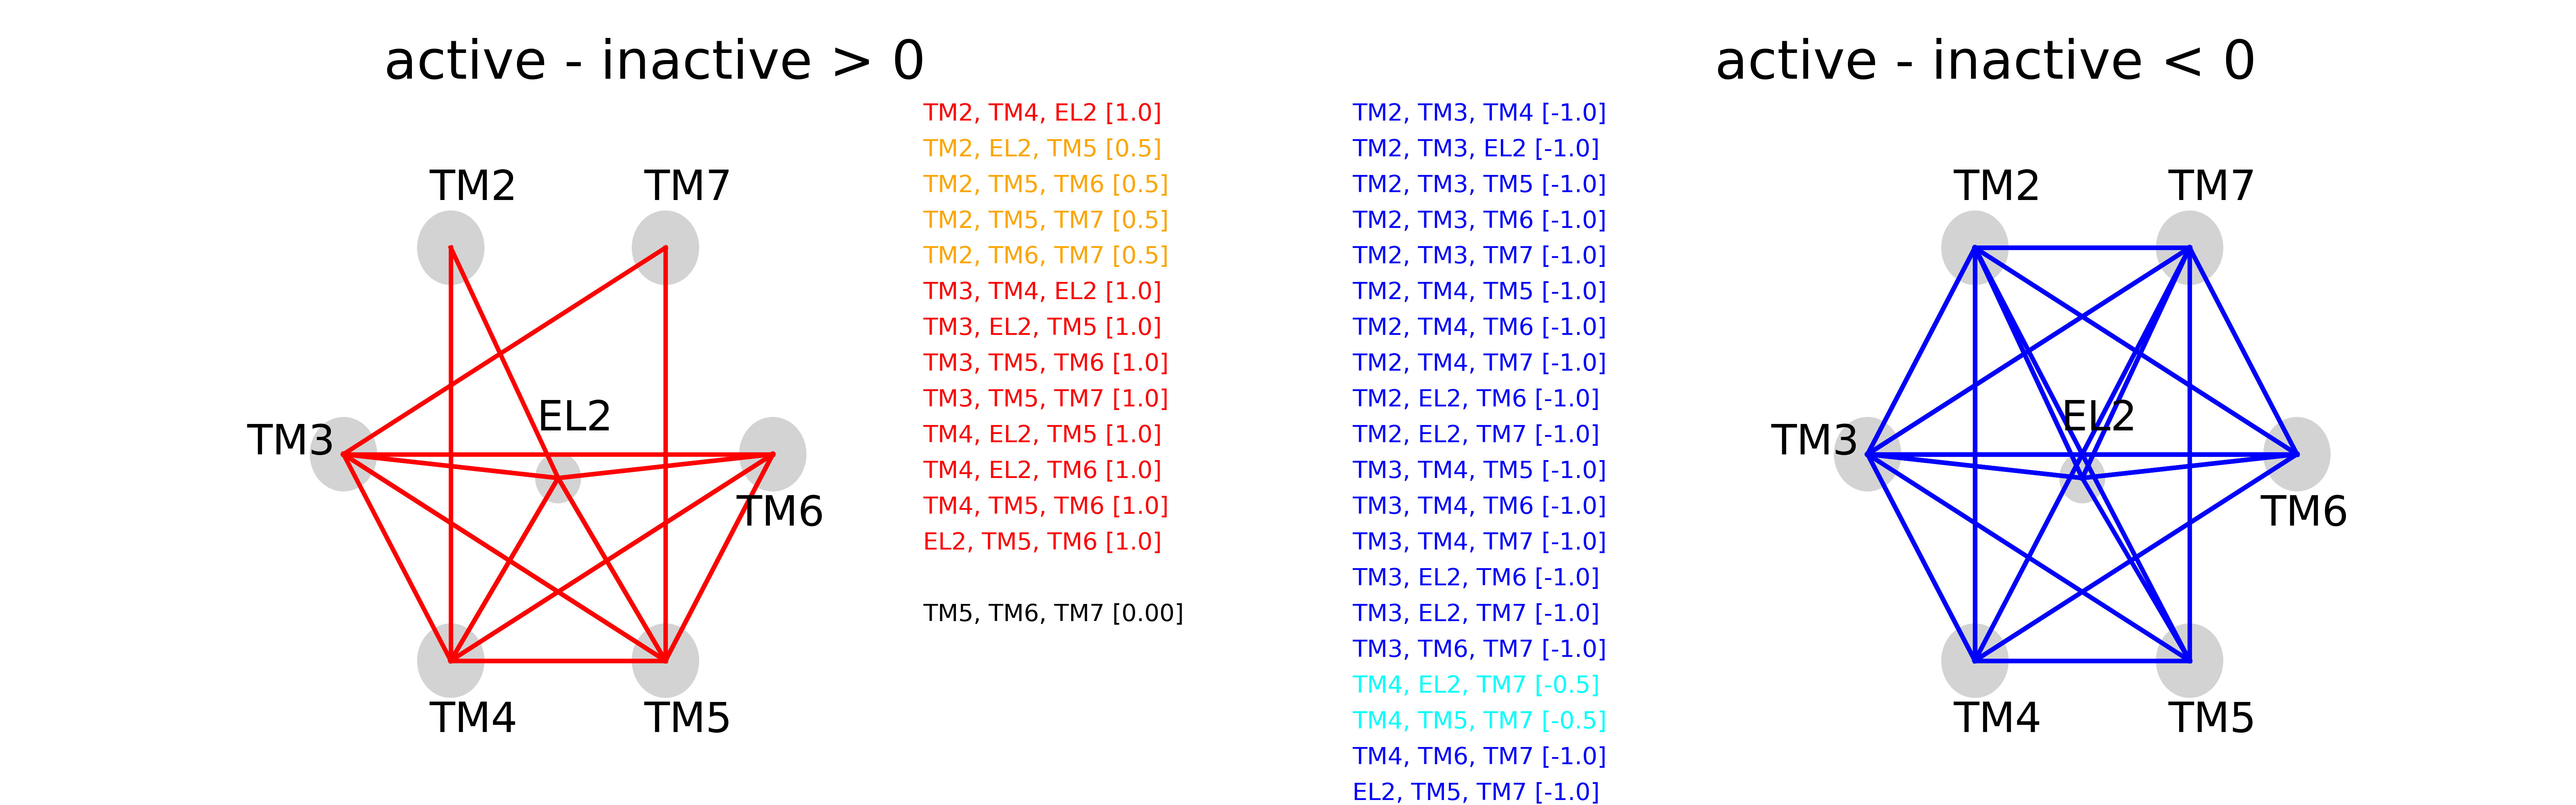 active - inactive > 0
TM2
TM7
TM3
EL2
TM6
TM4
TM5
TM2, TM4, EL2 [1.0]
TM2, EL2, TM5 [0.5]
TM2, TM5, TM6 [0.5]
TM2, TM5, TM7 [0.5]
TM2, TM6, TM7 [0.5]
TM3, TM4, EL2 [1.0]
TM3, EL2, TM5 [1.0]
TM3, TM5, TM6 [1.0]
TM3, TM5, TM7 [1.0]
TM4, EL2, TM5 [1.0]
TM4, EL2, TM6 [1.0]
TM4, TM5, TM6 [1.0]
EL2, TM5, TM6 [1.0]
TM5, TM6, TM7 [0.00]
active - inactive < 0
TM2, TM3, TM4 [-1.0]
TM2, TM3, EL2 [-1.0]
TM2, TM3, TM5 [-1.0]
TM2, TM3, TM6 [-1.0]
TM2, TM3, TM7 [-1.0]
TM2, TM4, TM5 [-1.0]
TM2, TM4, TM6 [-1.0]
TM2, TM4, TM7 [-1.0]
TM2, EL2, TM6 [-1.0]
TM2, EL2, TM7 [-1.0]
TM3, TM4, TM5 [-1.0]
TM3, TM4, TM6 [-1.0]
TM3, TM4, TM7 [-1.0]
TM3, EL2, TM6 [-1.0]
TM3, EL2, TM7 [-1.0]
TM3, TM6, TM7 [-1.0]
TM4, EL2, TM7 [-0.5]
TM4, TM5, TM7 [-0.5]
TM4, TM6, TM7 [-1.0]
EL2, TM5, TM7 [-1.0]
TM2
TM7
TM3
EL2
TM6
TM4
TM5